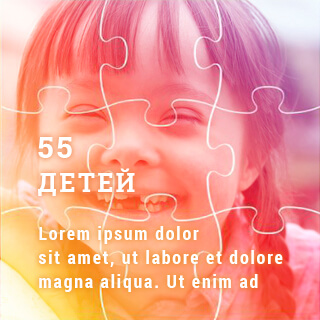 55
ДЕТЕЙ
Lorem ipsum dolor
sit amet, ut labore et dolore
magna aliqua. Ut enim ad